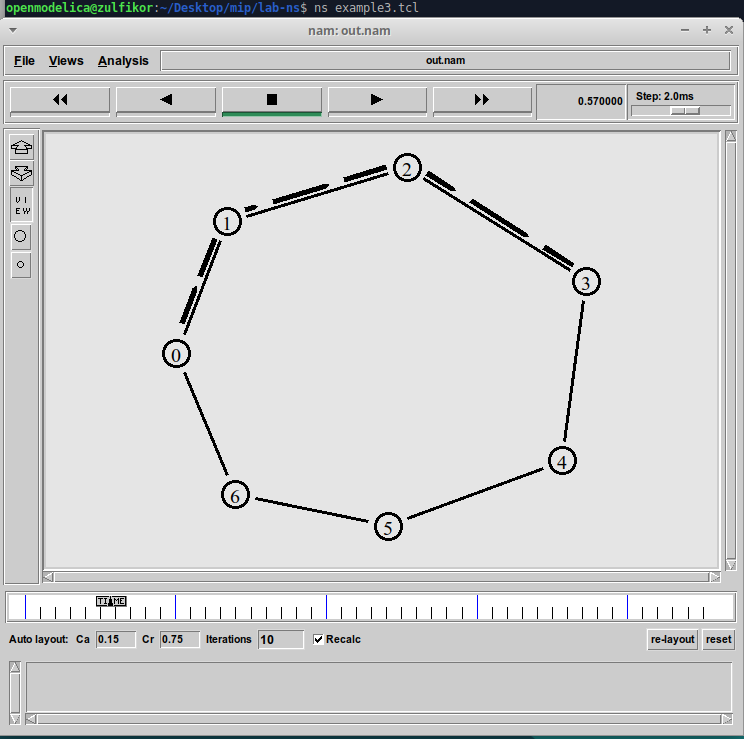 openmodelica@zulfikor:~/Desktop/mip/lab-ns$ ns example3.tcl
nam: out.nam
File Views Analysis out.nam
0.570000 Step: 2.0ms
VI
EW
2
1
3
0
4
6
5
TIME
Auto layout: Ca 0.15 Cr 0.75 Iterations 10 Recalc re-layout reset